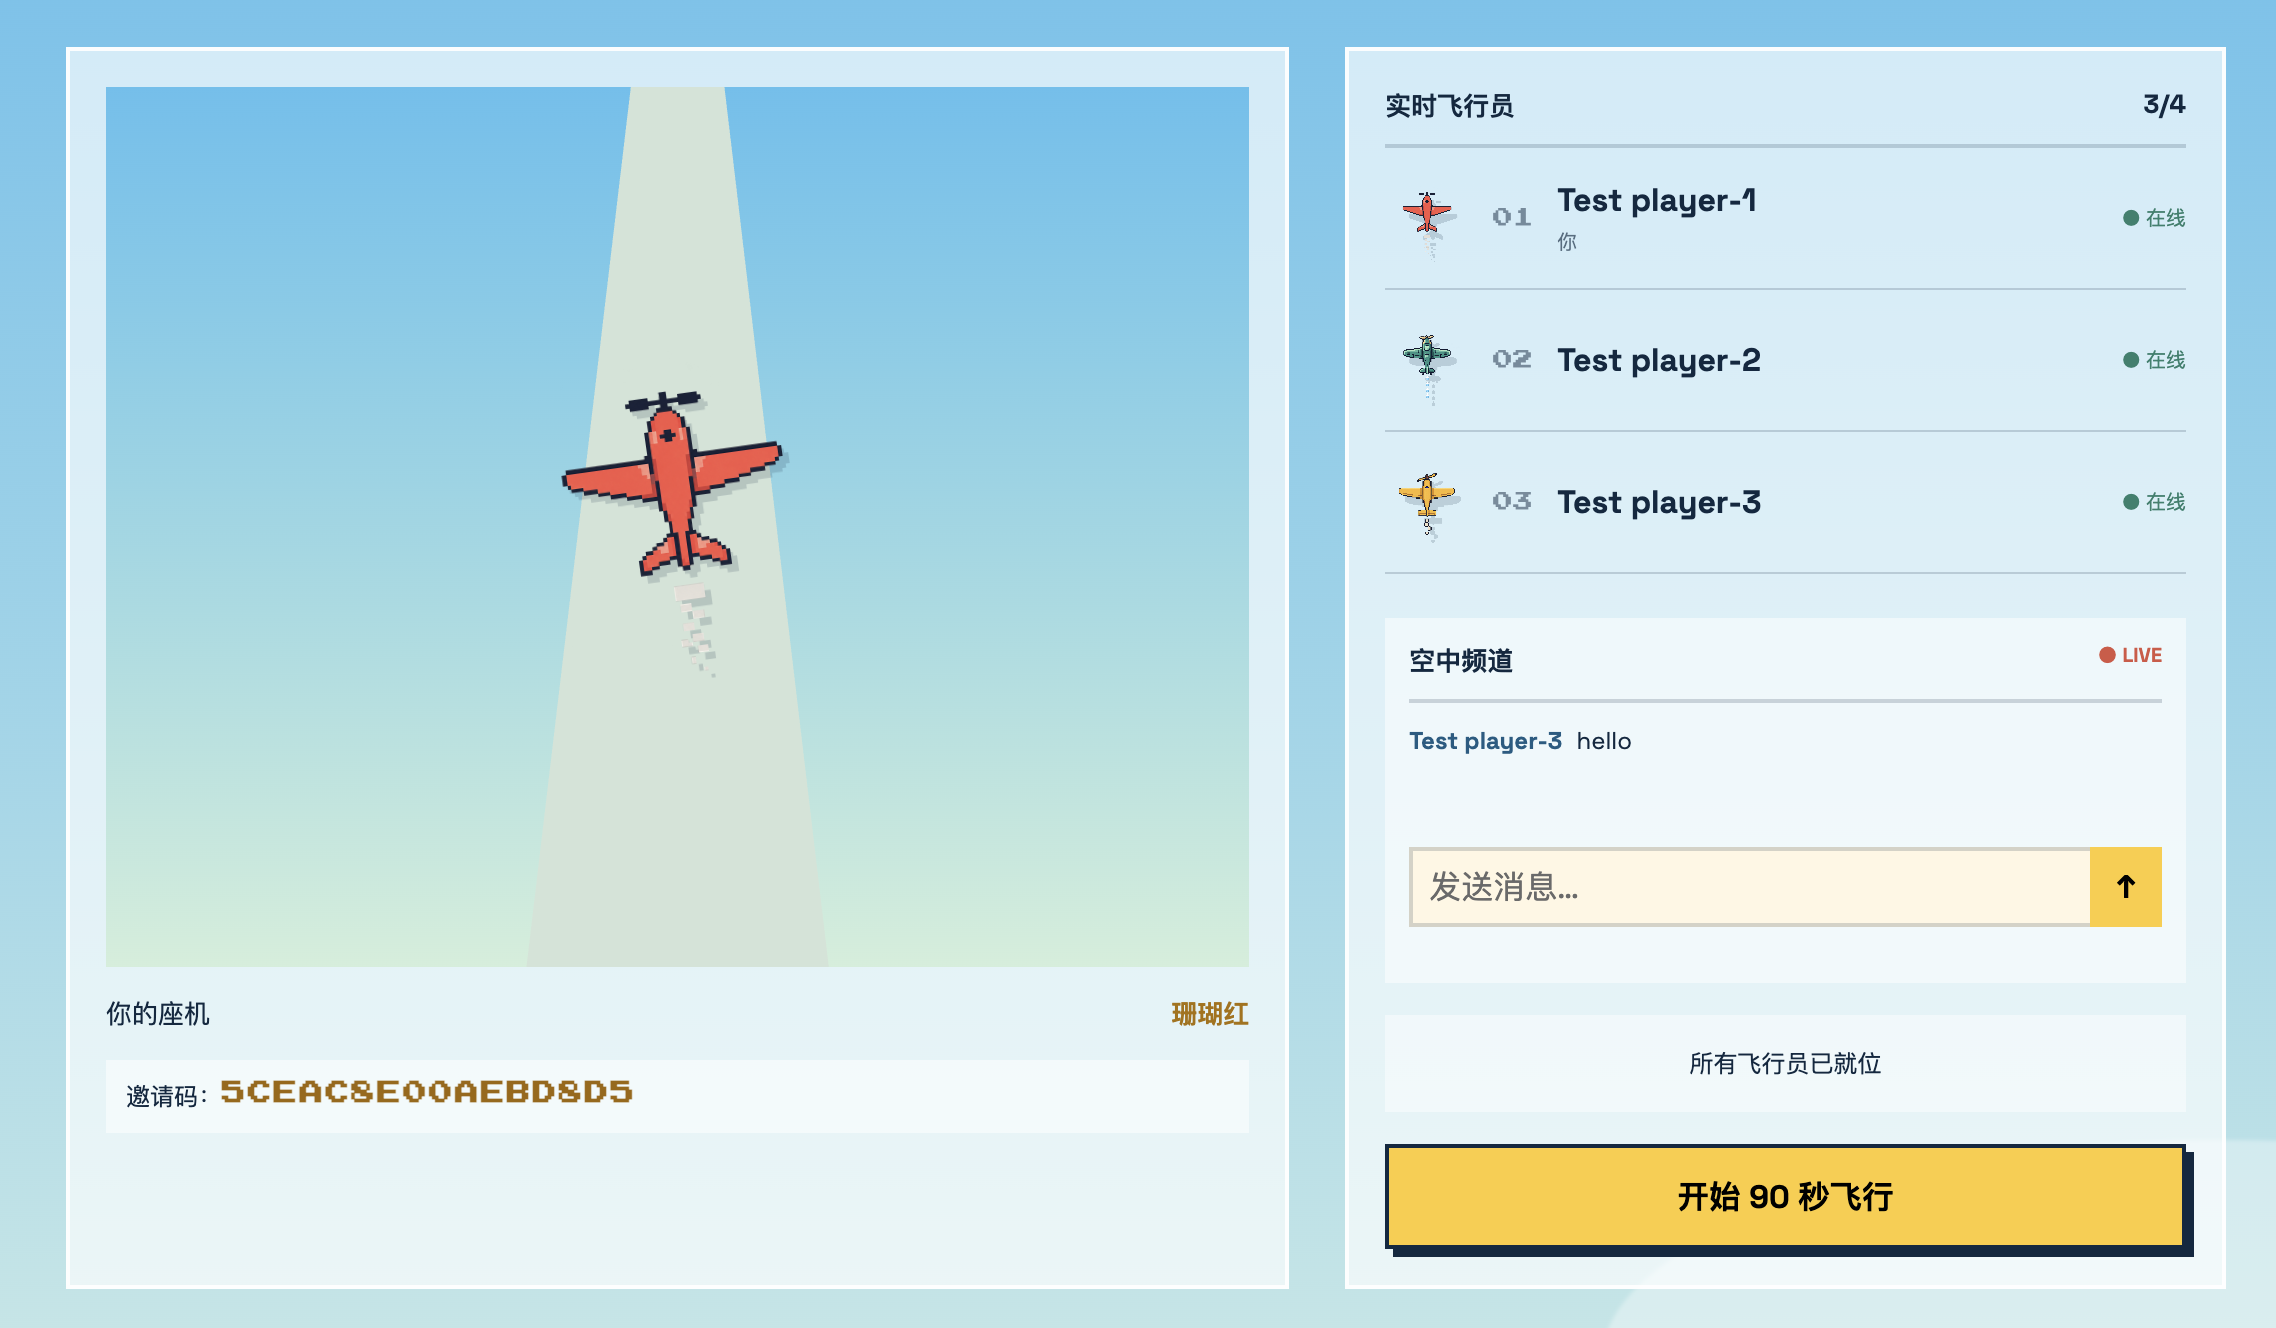 你的座机
珊瑚红
邀请码：5CEAC8E00AEBD8D5
实时飞行员
3/4
01
Test player-1
你
在线
02
Test player-2
在线
03
Test player-3
在线
空中频道
LIVE
Test player-3 hello
发送消息...
↑
所有飞行员已就位
开始 90 秒飞行